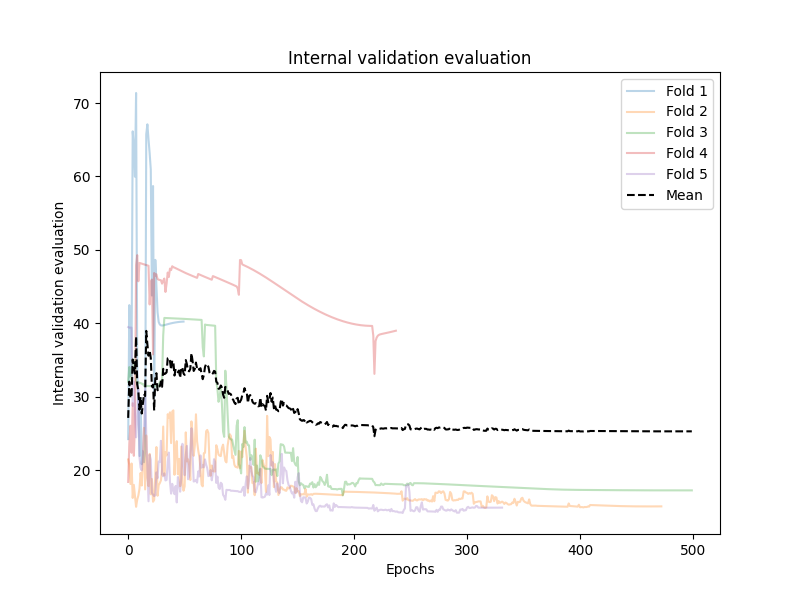 Internal validation evaluation
Internal validation evaluation
70
60
50
40
30
20
0
100
200
300
400
500
Epochs
Fold 1
Fold 2
Fold 3
Fold 4
Fold 5
Mean